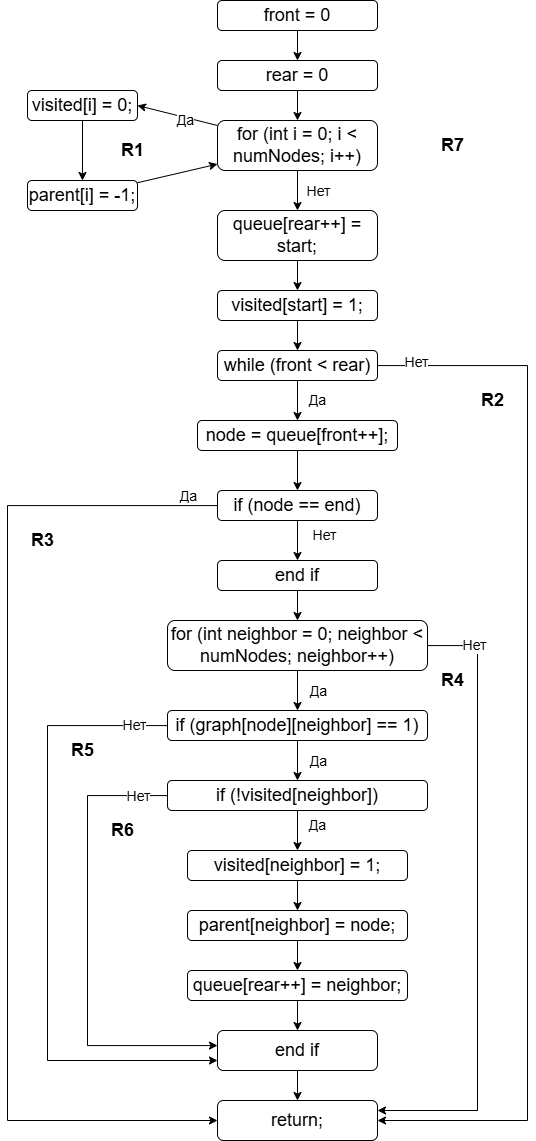 front = 0
rear = 0
visited[i] = 0;
Да
for (int i = 0; i <
numNodes; i++)
R1
R7
parent[i] = -1;
Нет
queue[rear++] =
start;
visited[start] = 1;
while (front < rear)
Нет
R2
Да
node = queue[front++];
Да
if (node == end)
R3
Нет
end if
for (int neighbor = 0; neighbor <
numNodes; neighbor++)
Нет
R4
Да
Нет
if (graph[node][neighbor] == 1)
R5
Да
Нет
if (!visited[neighbor])
R6
Да
visited[neighbor] = 1;
parent[neighbor] = node;
queue[rear++] = neighbor;
end if
return;